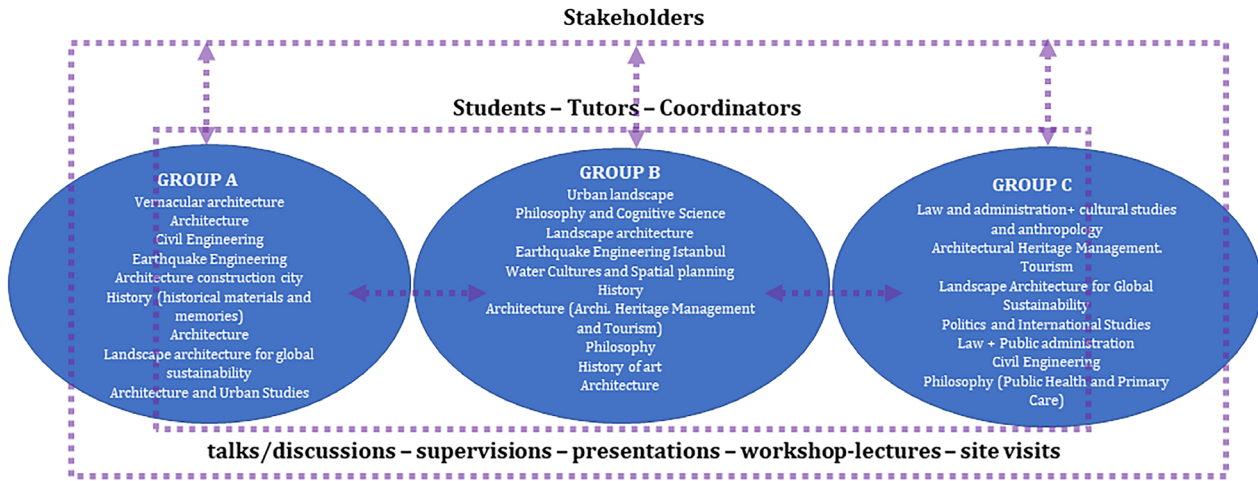 Stakeholders
Students – Tutors – Coordinators
GROUP A
Vernacular architecture
Architecture
Civil Engineering
Earthquake Engineering
Architecture construction city
History (historical materials and
memories)
Architecture
Landscape architecture for global
sustainability
Architecture and Urban Studies
GROUP B
Urban landscape
Philosophy and Cognitive Science
Landscape architecture
Earthquake Engineering Istanbul
Water Cultures and Spatial planning
History
Architecture (Archi. Heritage Management
and Tourism)
Philosophy
History of art
Architecture
GROUP C
Law and administration+ cultural studies
and anthropology
Architectural Heritage Management.
Tourism
Landscape Architecture for Global
Sustainability
Politics and International Studies
Law + Public administration
Civil Engineering
Philosophy (Public Health and Primary
Care)
talks/discussions – supervisions – presentations – workshop-lectures – site visits